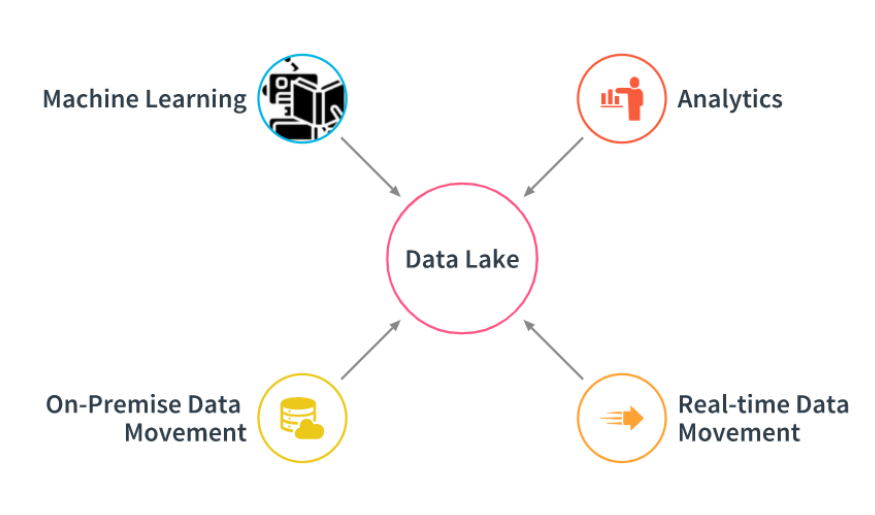 Machine Learning
Analytics
Data Lake
On-Premise Data
Movement
Real-time Data
Movement